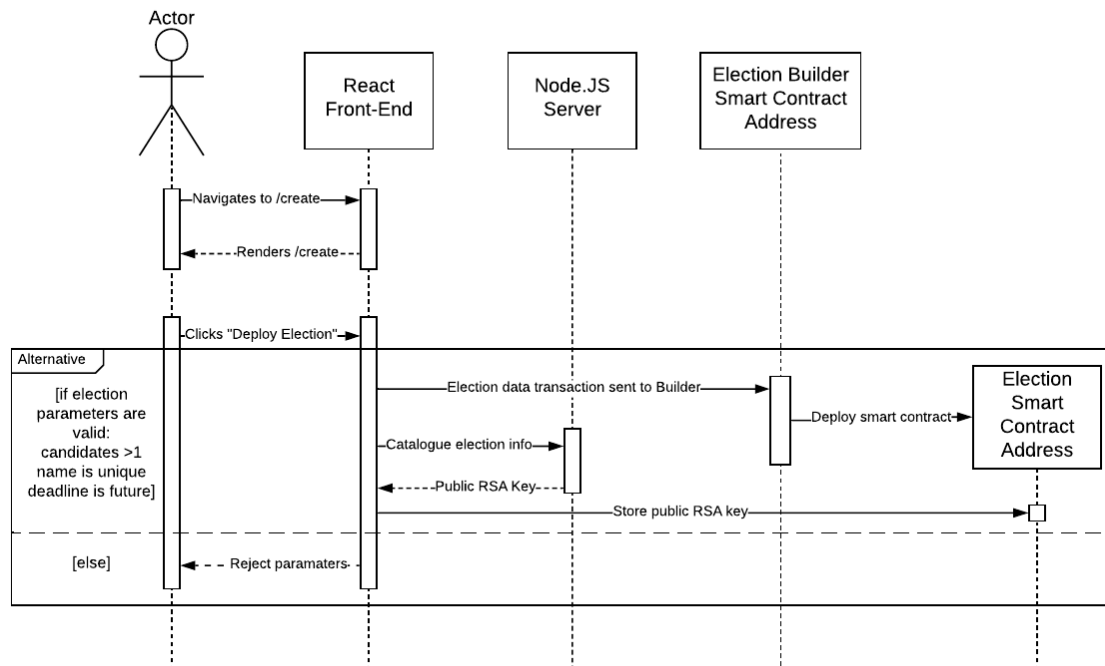 Actor
React
Front-End
Node.JS
Server
Election Builder
Smart Contract
Address
Navigates to /create
Renders /create
Clicks "Deploy Election"
Alternative
[if election
parameters are
valid:
candidates >1
name is unique
deadline is future]
Election data transaction sent to Builder
Deploy smart contract
Election
Smart
Contract
Address
Catalogue election info
Public RSA Key
Store public RSA key
[else]
Reject paramaters